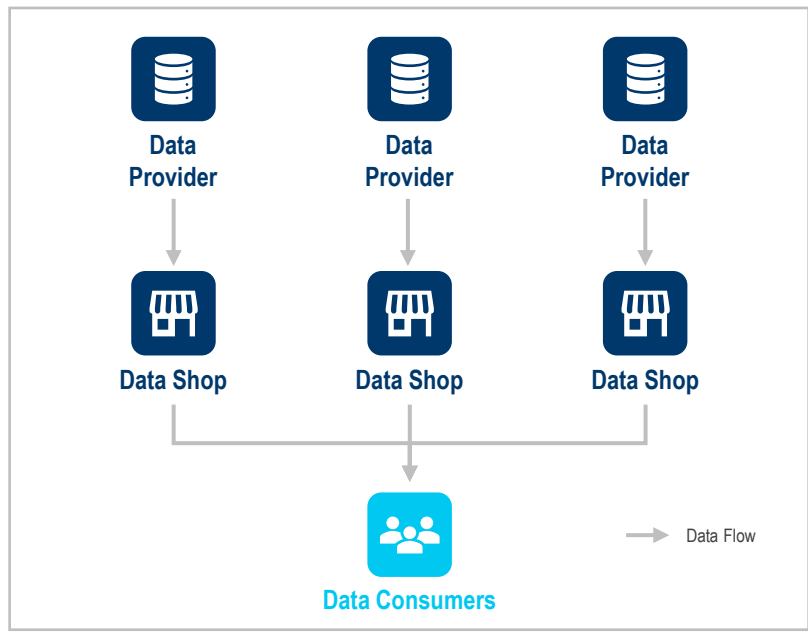 Data
Provider
Data
Provider
Data
Provider
Data Shop
Data Shop
Data Shop
Data Consumers
Data Flow